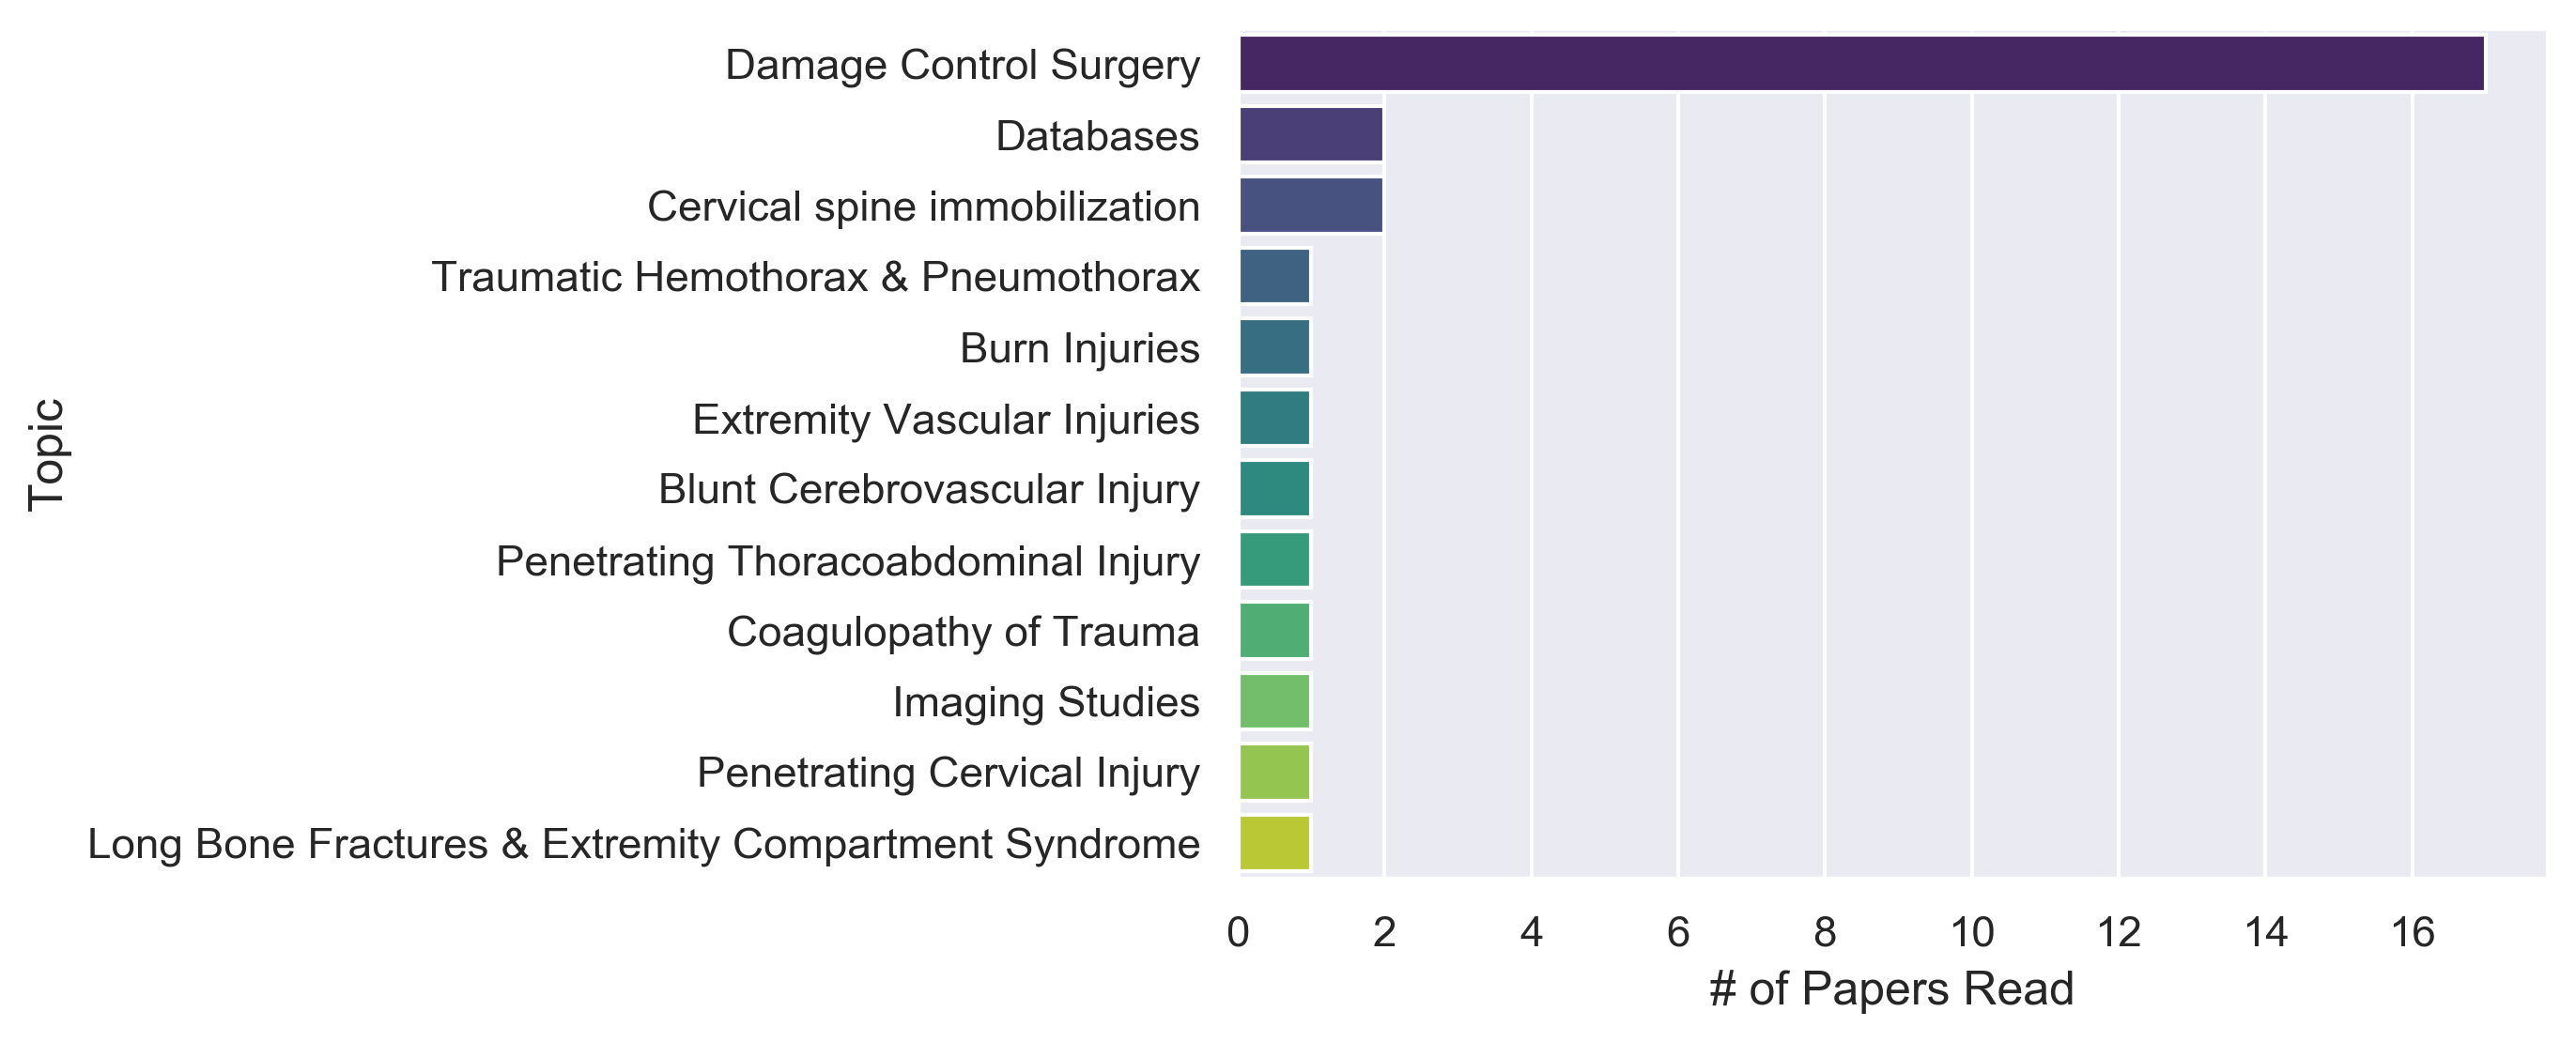 Damage Control Surgery
Databases
Cervical spine immobilization
Traumatic Hemothorax & Pneumothorax
Burn Injuries
Extremity Vascular Injuries
Blunt Cerebrovascular Injury
Penetrating Thoracoabdominal Injury
Coagulopathy of Trauma
Imaging Studies
Penetrating Cervical Injury
Long Bone Fractures & Extremity Compartment Syndrome
Topic
0 2 4 6 8 10 12 14 16
# of Papers Read